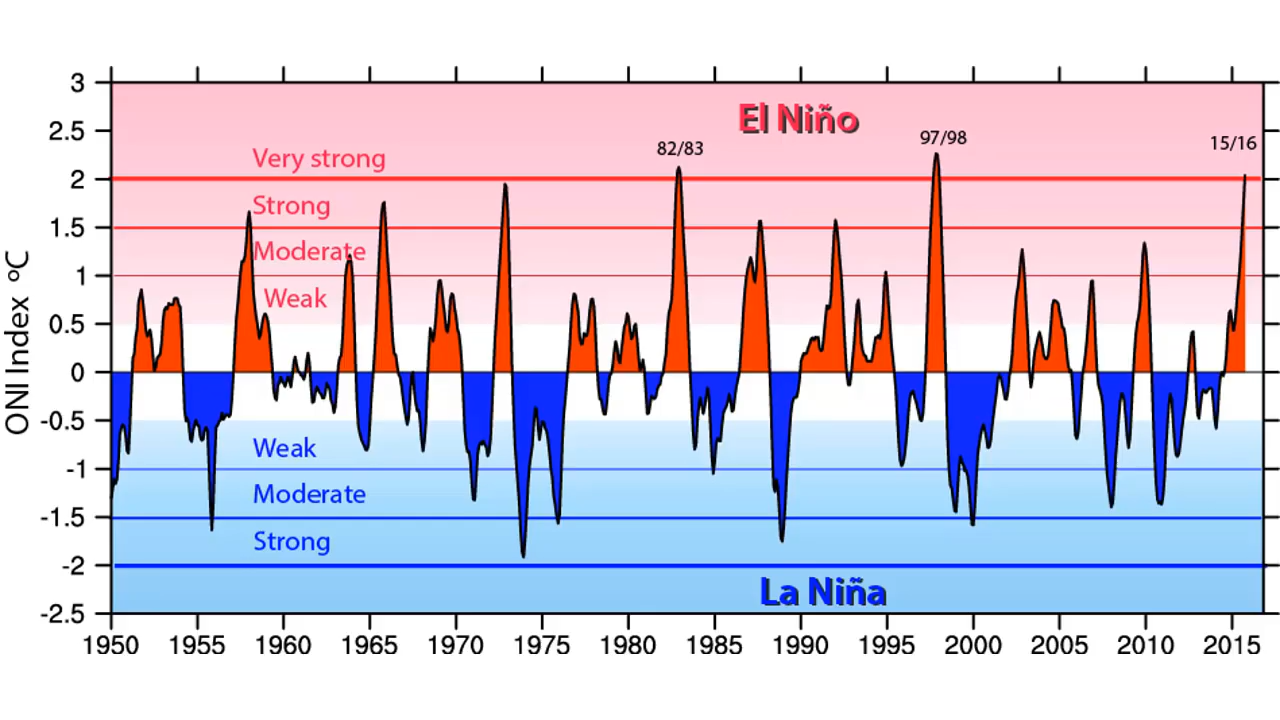 3
El Niño
2.5
82/83
97/98
15/16
Very strong
2
Strong
1.5
Moderate
1
Weak
0.5
0
-0.5
Weak
-1
Moderate
-1.5
Strong
-2
La Niña
-2.5
ONI Index ºC
1950 1955 1960 1965 1970 1975 1980 1985 1990 1995 2000 2005 2010 2015